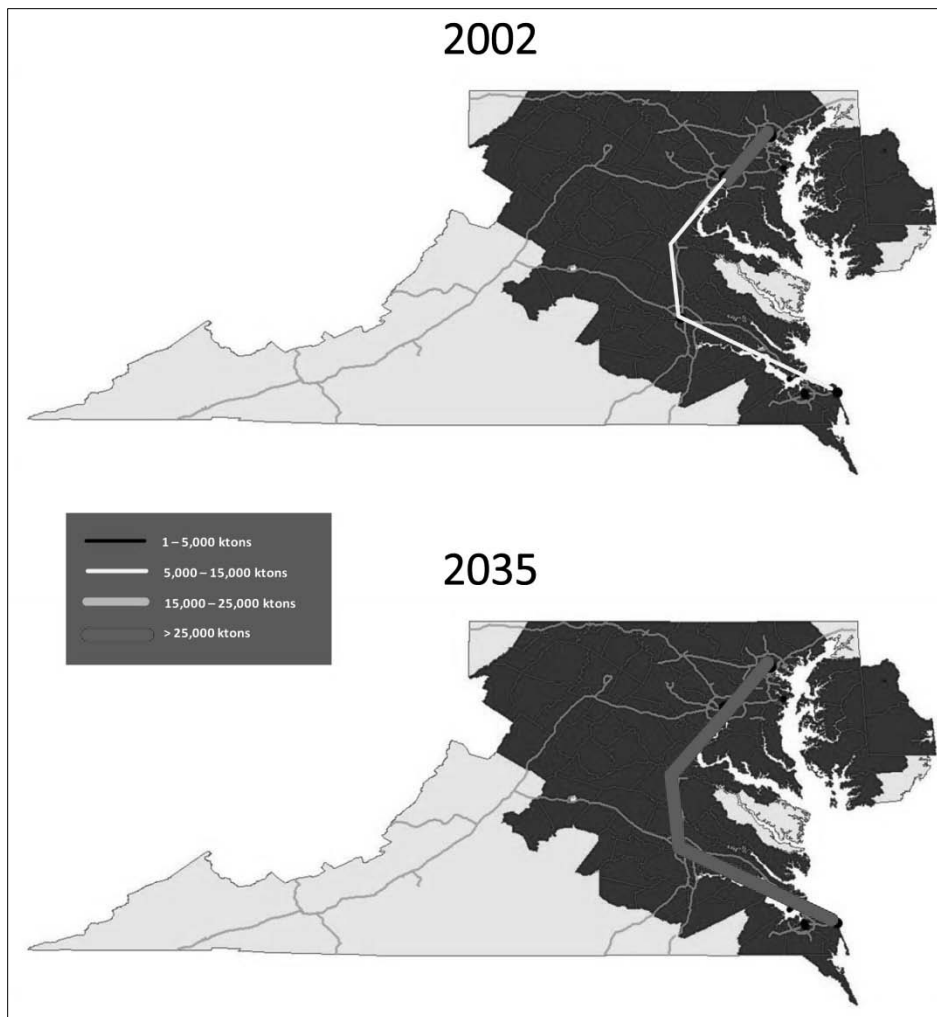 2002
1 – 5,000 ktons
5,000 – 15,000 ktons
15,000 – 25,000 ktons
> 25,000 ktons
2035